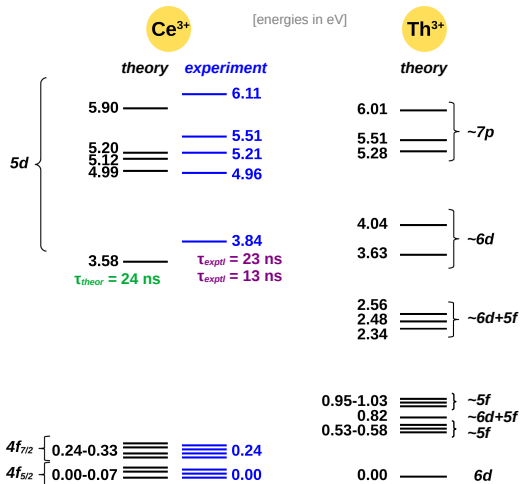 Ce3+
[energies in eV]
Th3+
theory
experiment
theory
5d
5.90
5.20
5.12
4.99
3.58
τtheor = 24 ns
6.11
5.51
5.21
4.96
3.84
τexptl = 23 ns
τexptl = 13 ns
4f7/2
0.24-0.33
0.24
4f5/2
0.00-0.07
0.00
6.01
5.51
5.28
~7p
4.04
3.63
~6d
2.56
2.48
2.34
~6d+5f
0.95-1.03
~5f
0.82
~6d+5f
0.53-0.58
~5f
0.00
6d